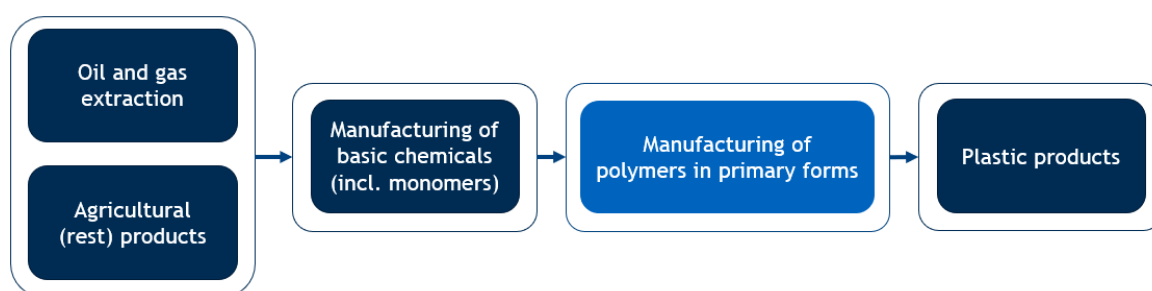 Oil and gas
extraction
Agricultural
(rest) products
Manufacturing of
basic chemicals
(incl. monomers)
Manufacturing of
polymers in primary forms
Plastic products